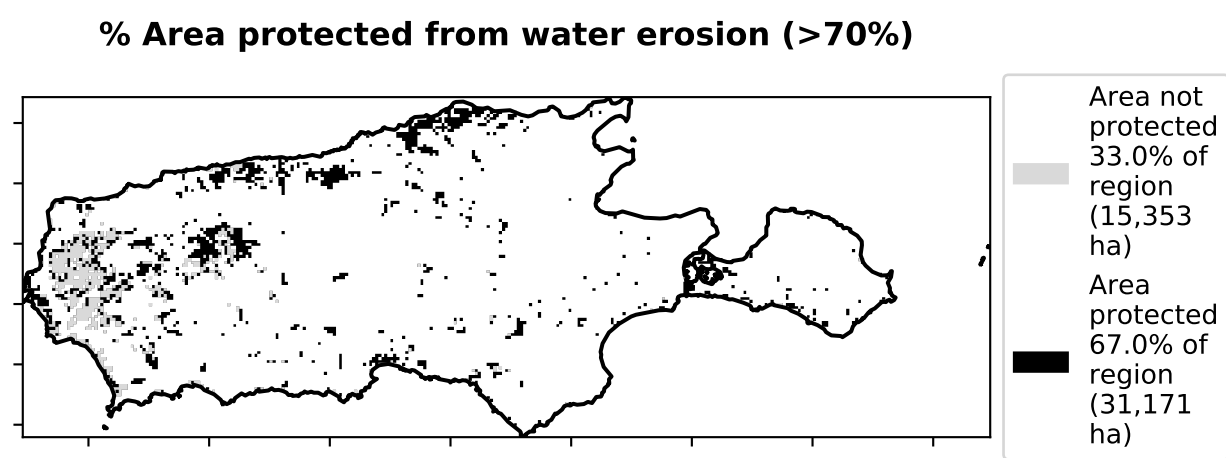 % Area protected from water erosion (>70%)
Area not
protected
33.0% of
region
(15,353
ha)
Area
protected
67.0% of
region
(31,171
ha)